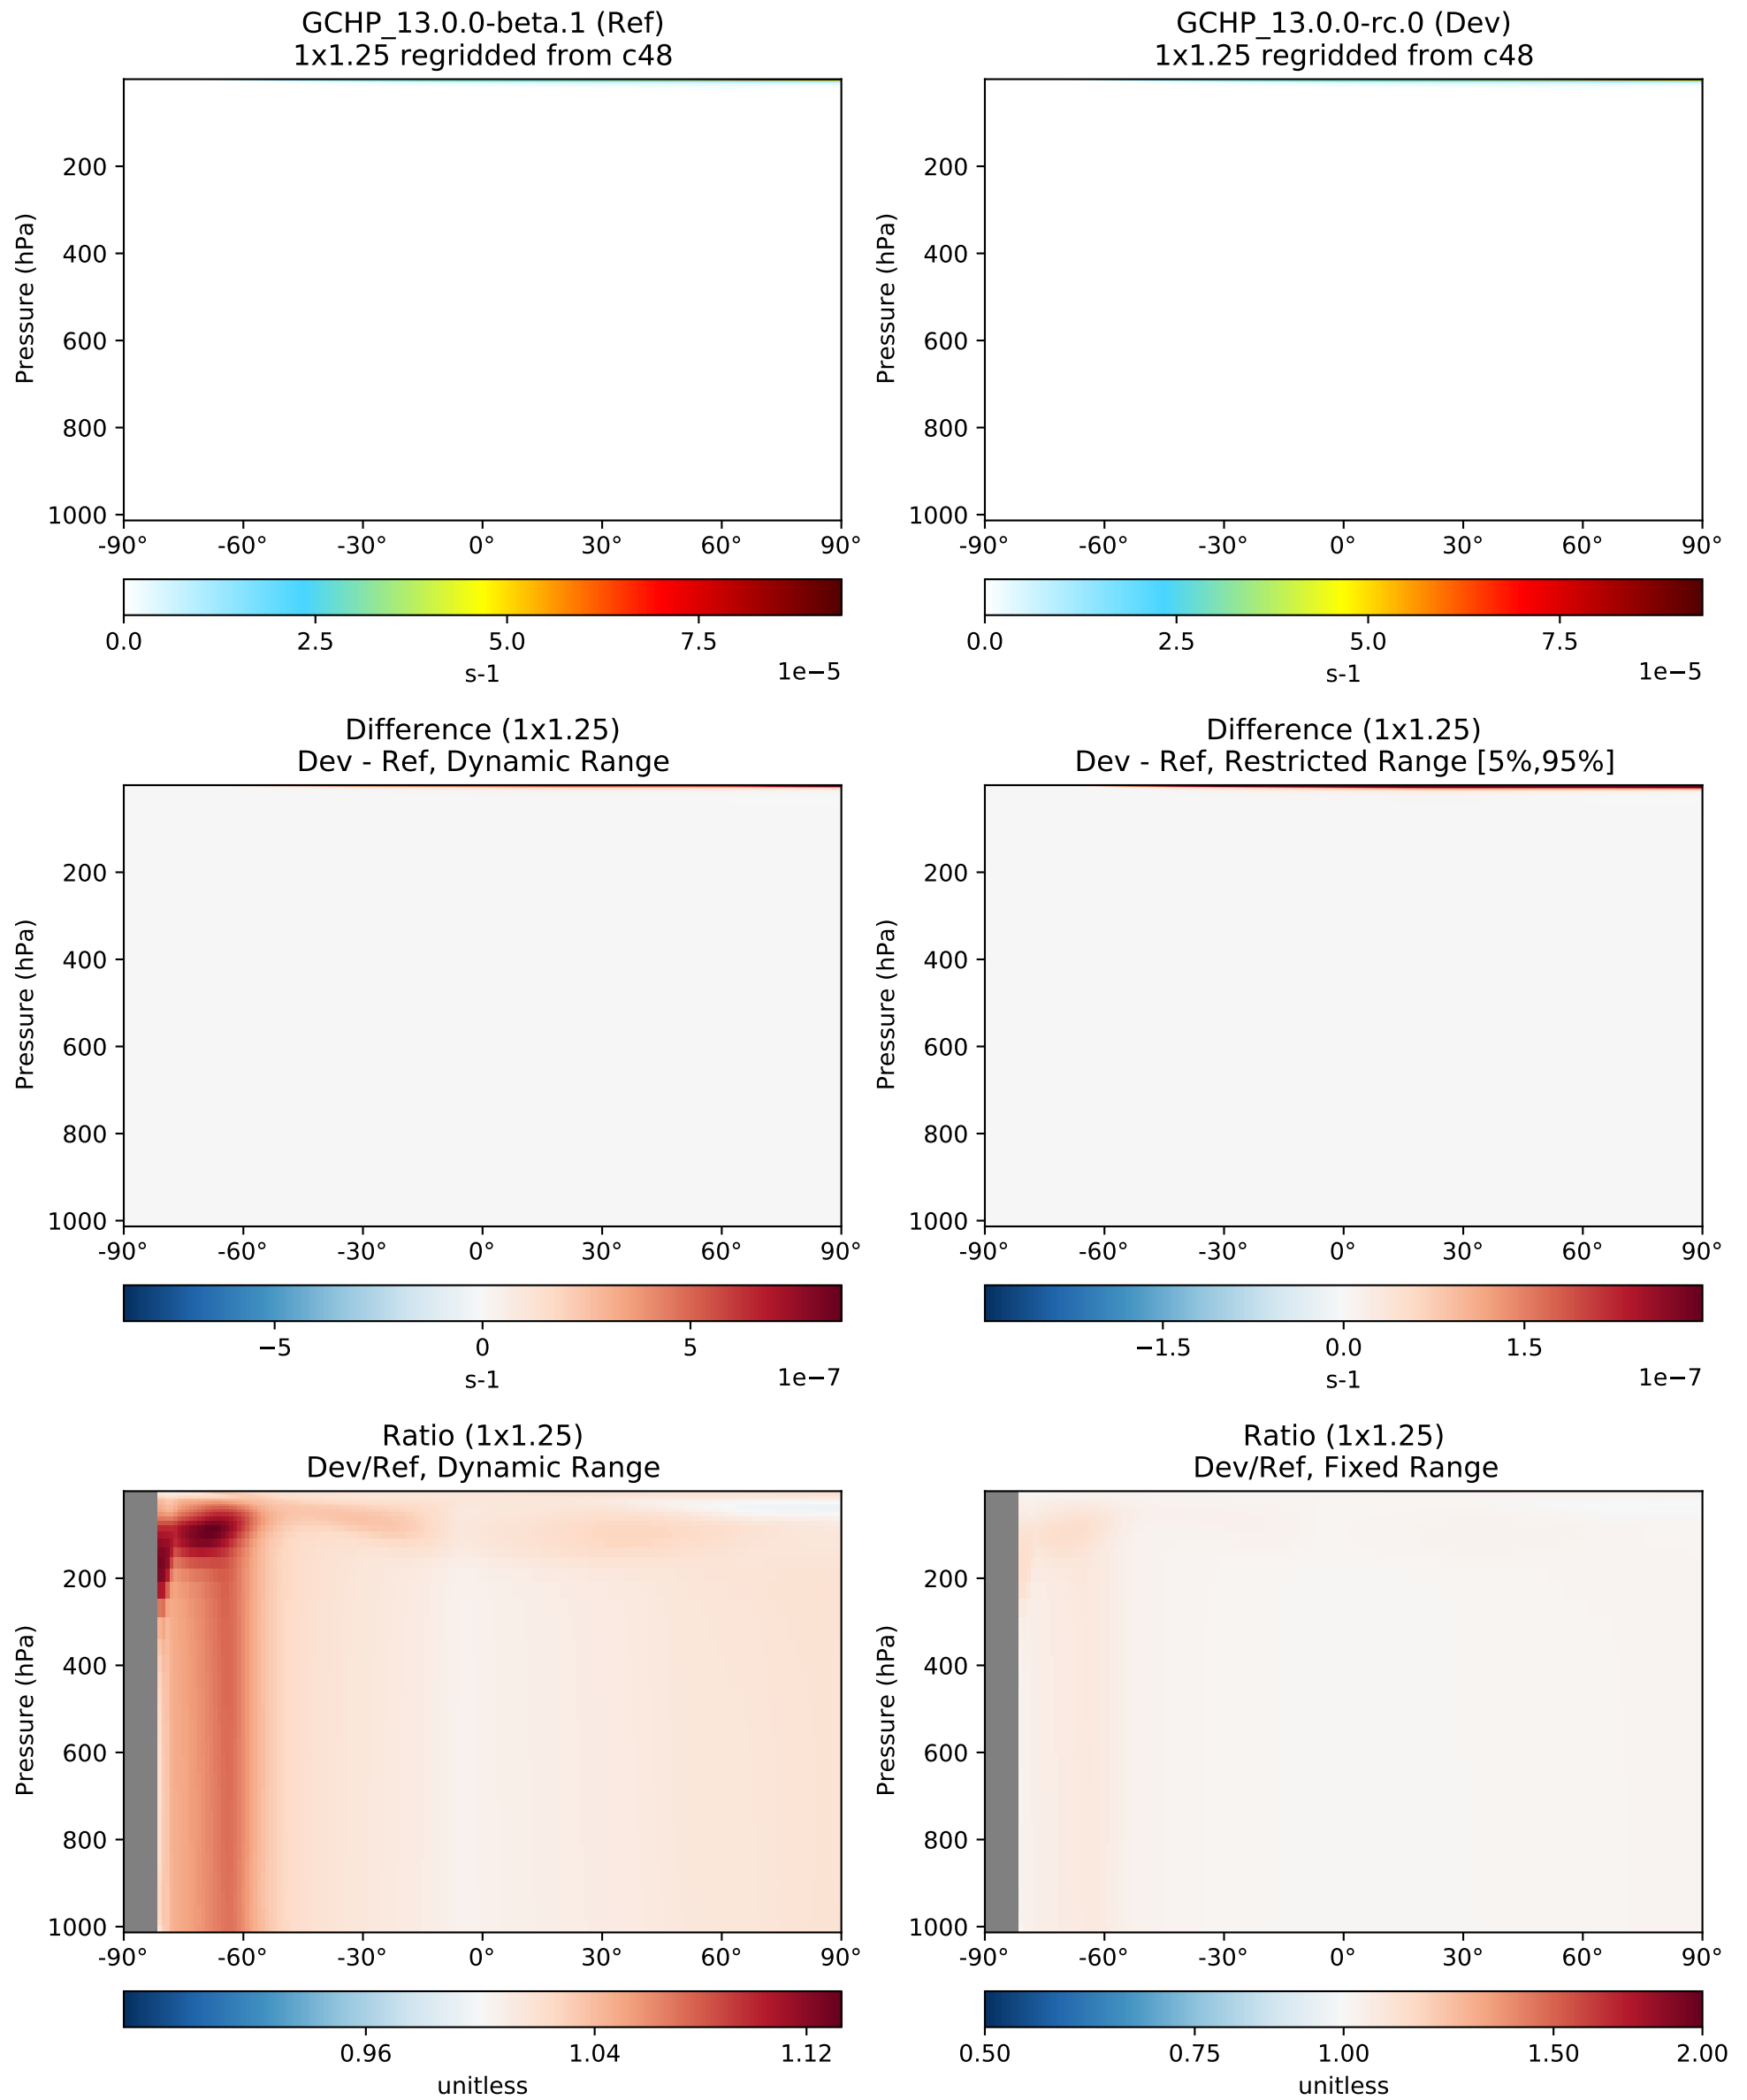 GCHP_13.0.0-beta.1 (Ref)
1x1.25 regridded from c48
Pressure (hPa)
200
400
600
800
1000
-90° -60° -30° 0° 30° 60° 90°
0.0 2.5 5.0 7.5
s-1 1e−5
GCHP_13.0.0-rc.0 (Dev)
1x1.25 regridded from c48
Pressure (hPa)
200
400
600
800
1000
-90° -60° -30° 0° 30° 60° 90°
0.0 2.5 5.0 7.5
s-1 1e−5
Difference (1x1.25)
Dev - Ref, Dynamic Range
Pressure (hPa)
200
400
600
800
1000
-90° -60° -30° 0° 30° 60° 90°
−5 0 5
s-1 1e−7
Difference (1x1.25)
Dev - Ref, Restricted Range [5%,95%]
Pressure (hPa)
200
400
600
800
1000
-90° -60° -30° 0° 30° 60° 90°
−1.5 0.0 1.5
s-1 1e−7
Ratio (1x1.25)
Dev/Ref, Dynamic Range
Pressure (hPa)
200
400
600
800
1000
-90° -60° -30° 0° 30° 60° 90°
0.96 1.04 1.12
unitless
Ratio (1x1.25)
Dev/Ref, Fixed Range
Pressure (hPa)
200
400
600
800
1000
-90° -60° -30° 0° 30° 60° 90°
0.50 0.75 1.00 1.50 2.00
unitless